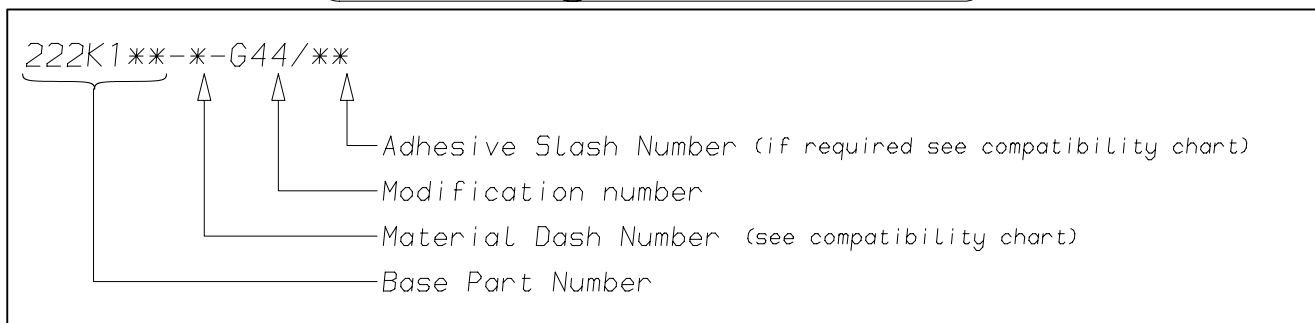 222K1**-*-G44/**
Adhesive Slash Number (if required see compatibility chart)
Modification number
Material Dash Number (see compatibility chart)
Base Part Number